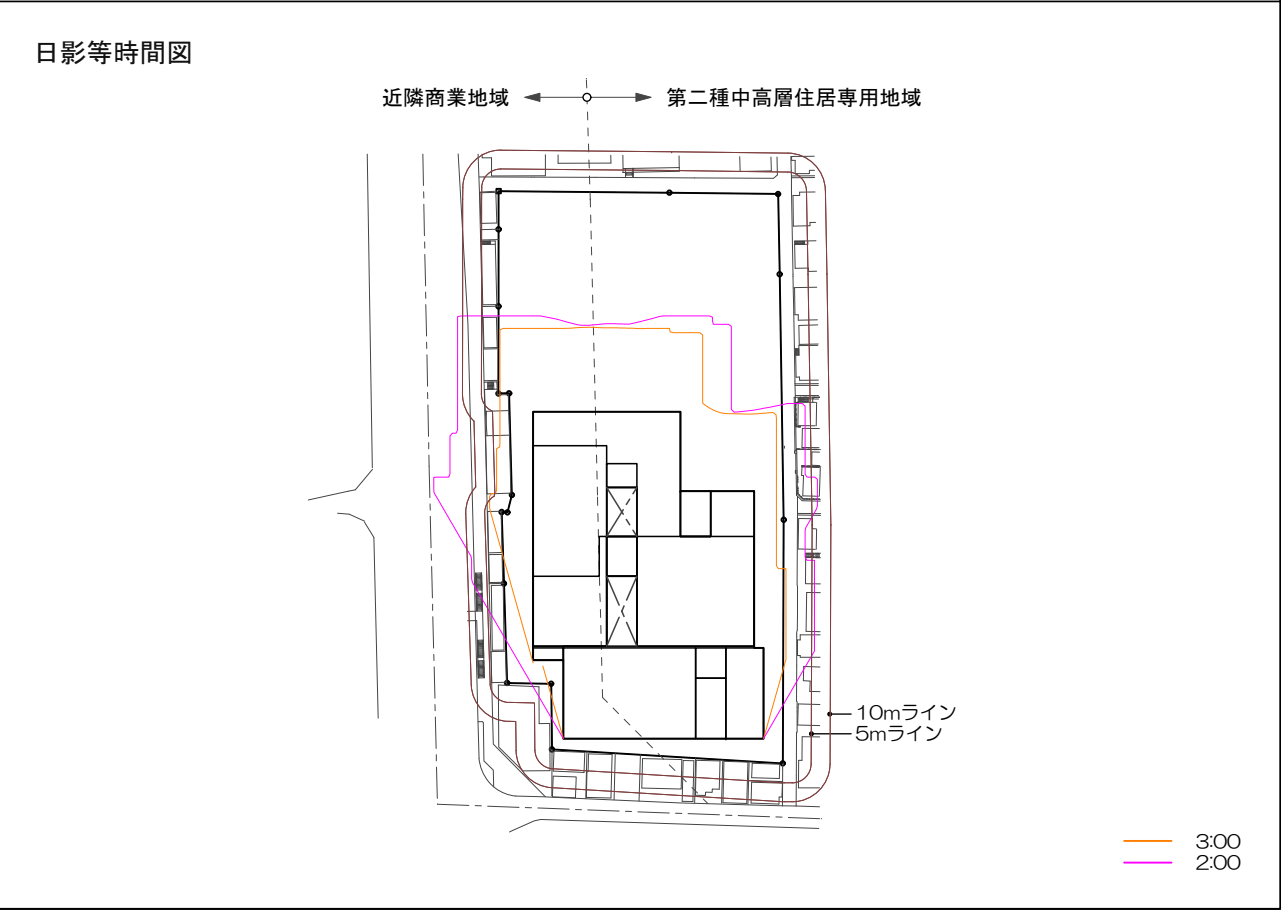 日影等時間図
近隣商業地域
第二種中高層住居専用地域
10mライン
5mライン
3:00
2:00